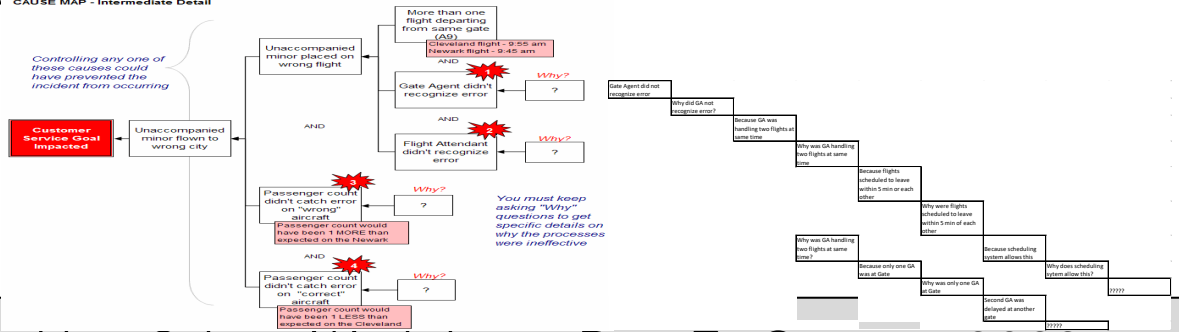 CAUSE MAP - Intermediate Detail
More than one
flight departing
from same gate
(A9)
Cleveland flight - 9:55 am
Newark flight - 9:45 am
Controlling any one of
these causes could
have prevented the
incident from occurring
Unaccompanied
minor placed on
wrong flight
AND
1
Gate Agent didn't
recognize error
Why?
?
AND
2
Flight Attendant
didn't recognize
error
Why?
?
Customer
Service Goal
Impacted
Unaccompanied
minor flown to
wrong city
AND
3
Passenger count
didn't catch error
on "wrong"
aircraft
Passenger count would
have been 1 MORE than
expected on the Newark
Why?
?
You must keep
asking "Why"
questions to get
specific details on
why the processes
were ineffective
AND
4
Passenger count
didn't catch error
on "correct"
aircraft
Passenger count would
have been 1 LESS than
expected on the Cleveland
Why?
?
Gate Agent did not
recognize error
Why did GA not
recognize error?
Because GA was
handling two flights at
same time
Why was GA handling
two flights at same
time
Because flights
scheduled to leave
within 5 min or each
other
Why were flights
scheduled to leave
within 5 min of each
other
Because scheduling
system allows this
Why does scheduling
sytem allow this?
?????
Why was GA handling
two flights at same
time?
Because only one GA
was at Gate
Why was only one GA
at Gate
Second GA was
delayed at another
gate
?????